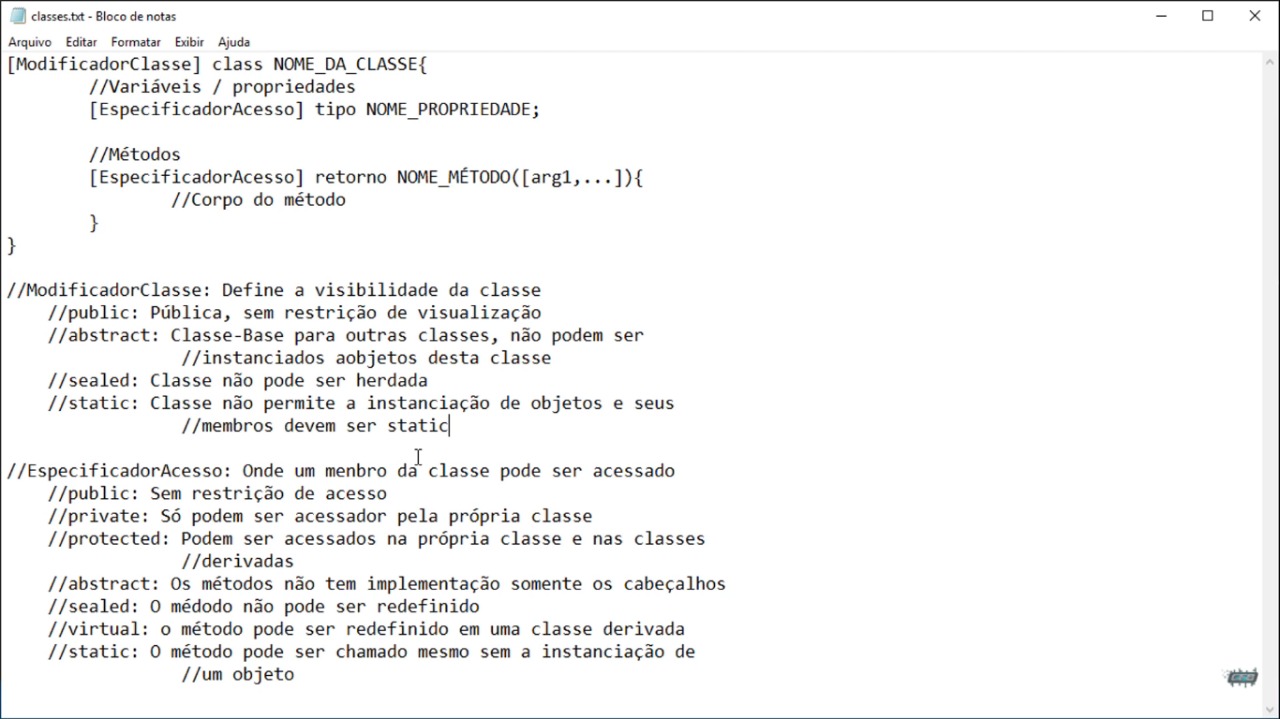 classes.txt - Bloco de notas
Arquivo Editar Formatar Exibir Ajuda
[ModificadorClasse] class NOME_DA_CLASSE{
//Variáveis / propriedades
[EspecificadorAcesso] tipo NOME_PROPRIEDADE;
//Métodos
[EspecificadorAcesso] retorno NOME_MÉTODO([arg1,...]){
//Corpo do método
}
}
//ModificadorClasse: Define a visibilidade da classe
//public: Pública, sem restrição de visualização
//abstract: Classe-Base para outras classes, não podem ser
//instanciados aobjetos desta classe
//sealed: Classe não pode ser herdada
//static: Classe não permite a instanciação de objetos e seus
//membros devem ser static
//EspecificadorAcesso: Onde um menbro da classe pode ser acessado
//public: Sem restrição de acesso
//private: Só podem ser acessador pela própria classe
//protected: Podem ser acessados na própria classe e nas classes
//derivadas
//abstract: Os métodos não tem implementação somente os cabeçalhos
//sealed: O médodo não pode ser redefinido
//virtual: o método pode ser redefinido em uma classe derivada
//static: O método pode ser chamado mesmo sem a instanciação de
//um objeto